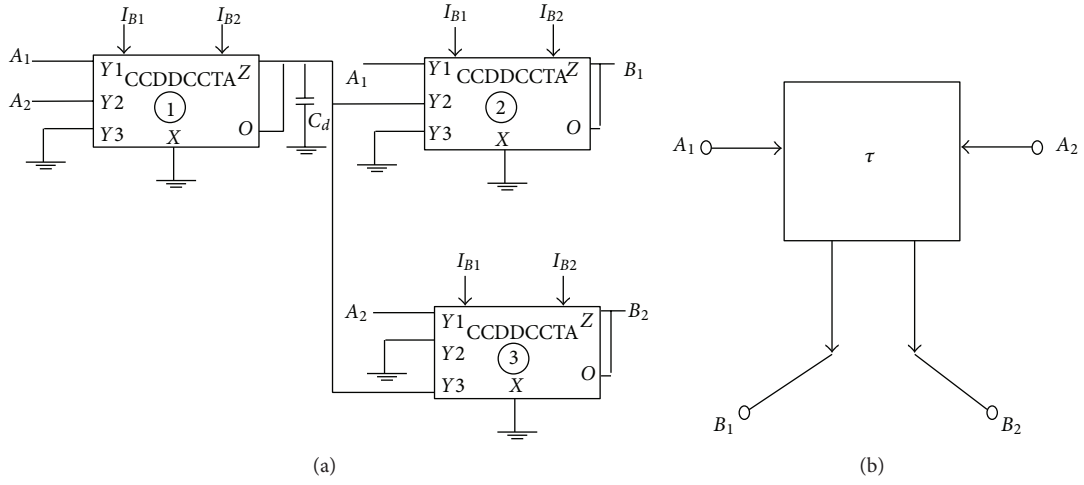 I_B1 I_B2
A_1 Y1 CCDDCCTA Z
A_2 Y2 1
Y3 X O
C_d
I_B1 I_B2
A_1 Y1 CCDDCCTA Z B_1
Y2 2
Y3 X O
I_B1 I_B2
A_2 Y1 CCDDCCTA Z B_2
Y2 3
Y3 X O
(a)
A_1 τ A_2
B_1 B_2
(b)